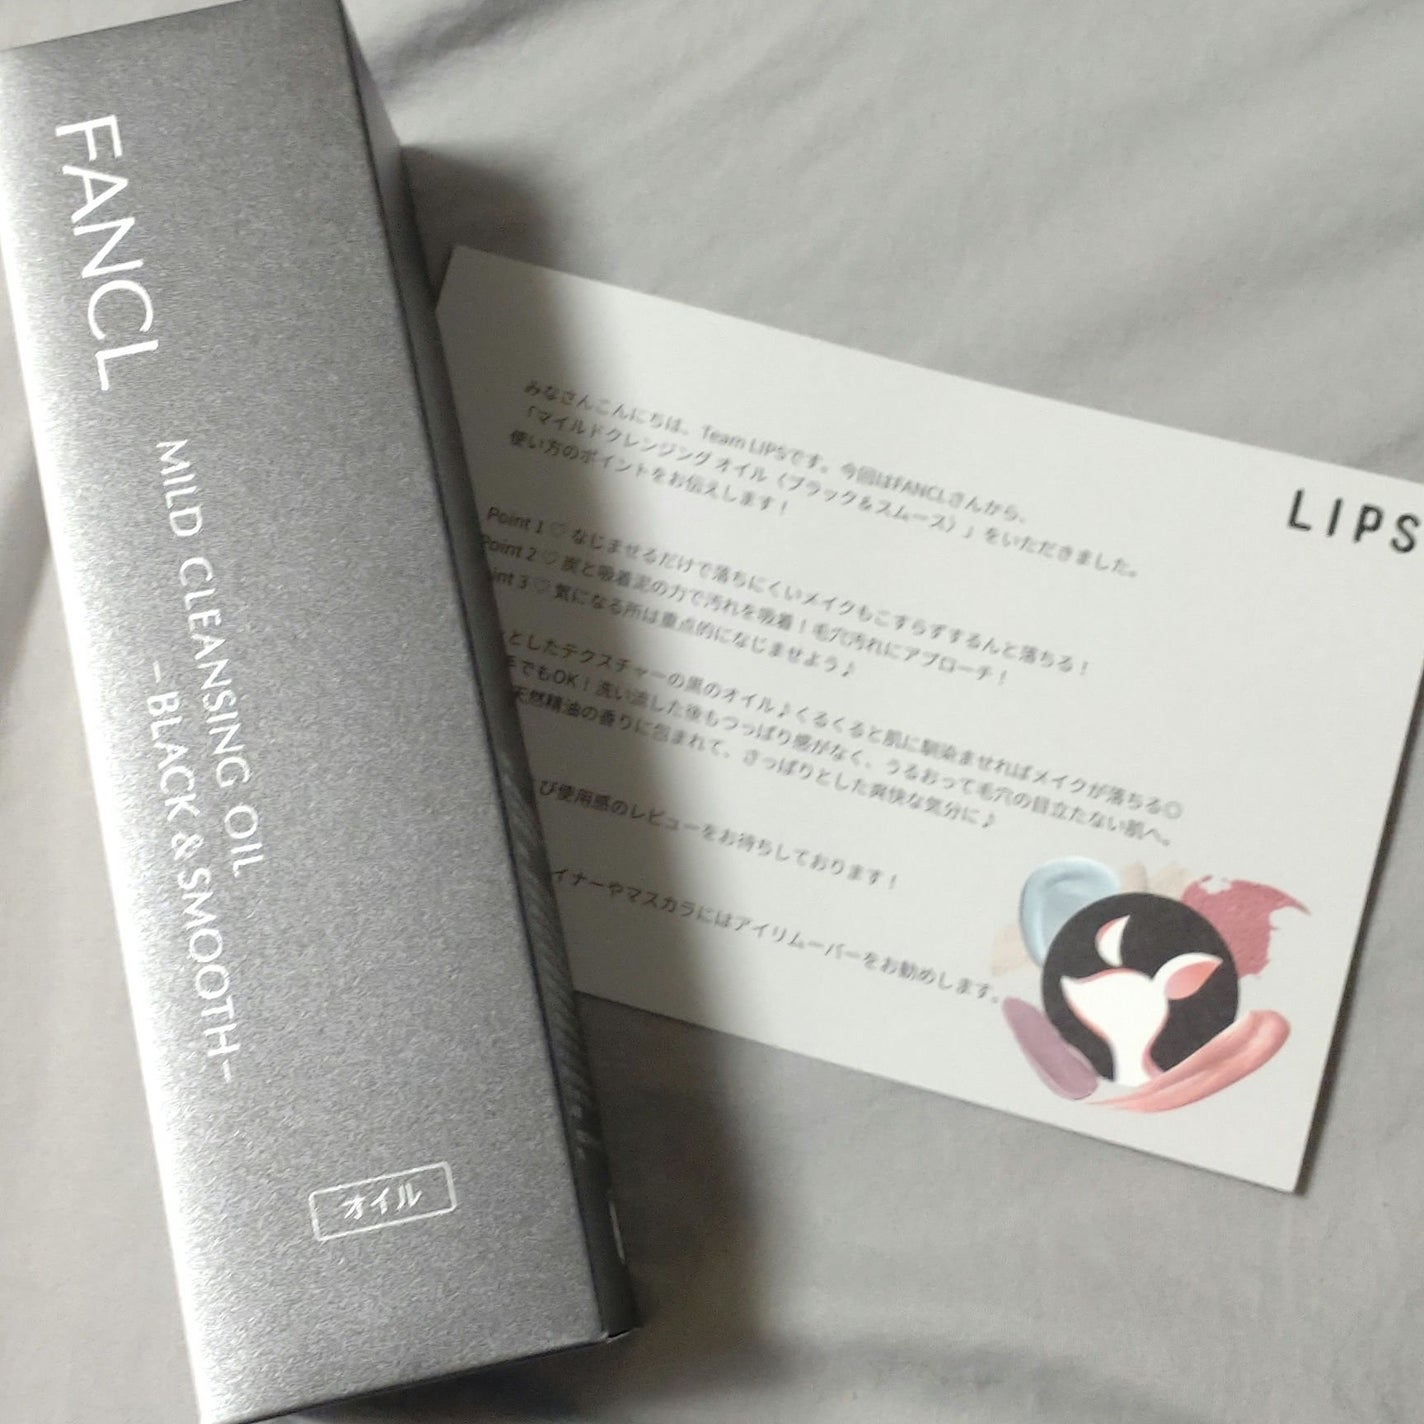 FANCL
MILD CLEANSING OIL
-BLACK & SMOOTH-
オイル
LIPS
みなさんこんにちは、Team LIPSです。今回はFANCLさんから、
「マイルドクレンジング オイル〈ブラック&スムース〉」をいただきました。
使い方のポイントをお伝えします！
Point 1 ♡ なじませるだけで落ちにくいメイクもこすらずするんと落ちる！
Point 2 ♡ 炭と吸着泥の力で汚れを吸着！毛穴汚れにアプローチ！
int 3 ♡ 気になる所は重点的になじませよう♪
としたテクスチャーの黒のオイル♪くるくると肌に馴染ませればメイクが落ちる◎
手でもOK！洗い流した後もつっぱり感がなく、うるおって毛穴の目立たない肌へ。
天然精油の香りに包まれて、さっぱりとした爽快な気分に♪
び使用感のレビューをお待ちしております！
イナーやマスカラにはアイリムーバーをお勧めします。